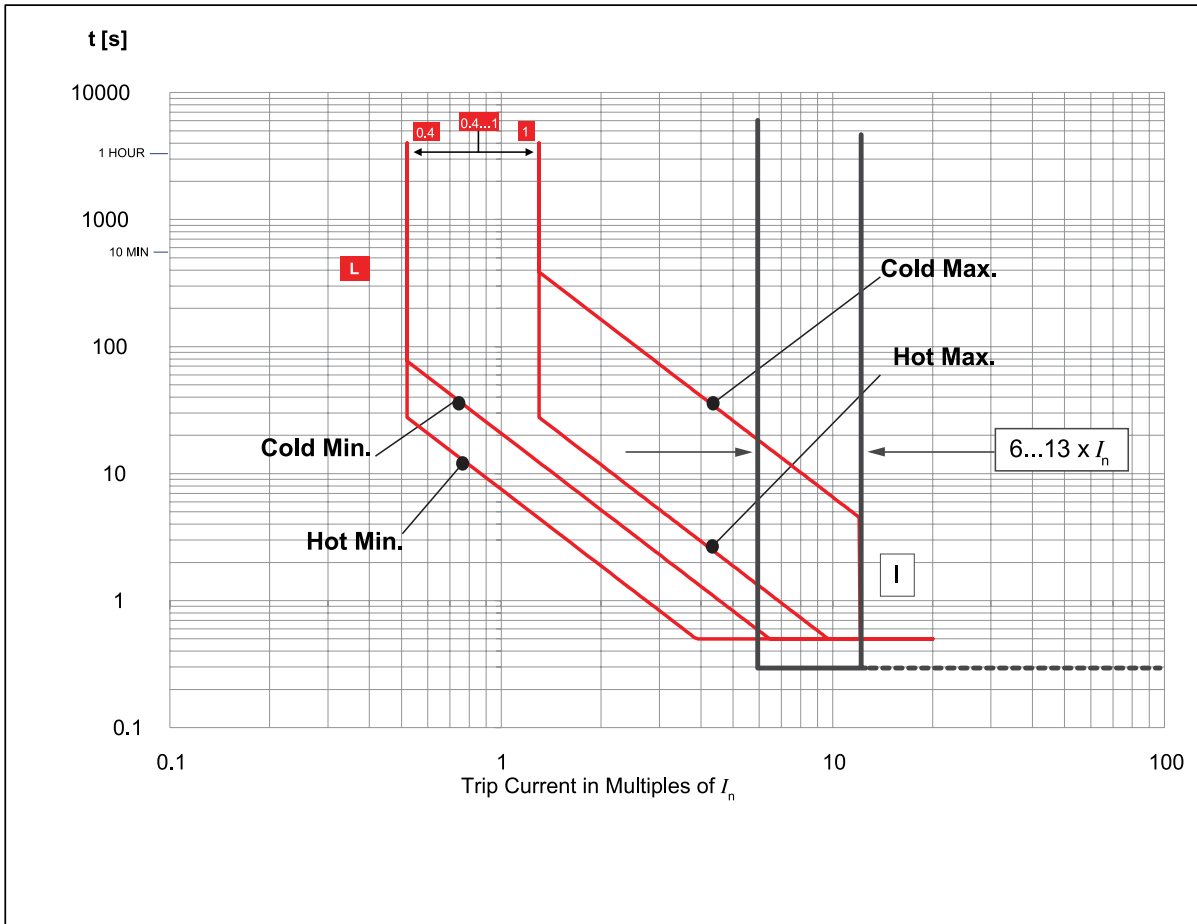 t [s]
10000
0.4
0.4...1
1
1 HOUR
1000
10 MIN
L
Cold Max.
100
Hot Max.
Cold Min.
6...13 x In
10
Hot Min.
I
1
0.1
0.1
1
10
100
Trip Current in Multiples of In